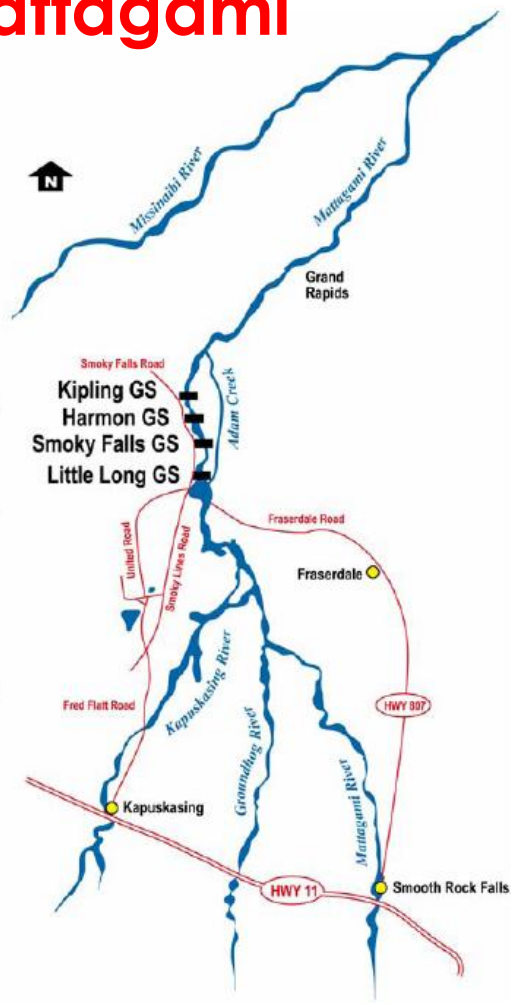 attagami
N
Missinaibi River
Mattagami River
Grand
Rapids
Smoky Falls Road
Kipling GS
Harmon GS
Smoky Falls GS
Little Long GS
Adam Creek
Fraserdale Road
United Road
Smoky Lines Road
Fraserdale
Kapuskasing River
Fred Flatt Road
HWY 807
Groundhog River
Mattagami River
Kapuskasing
HWY 11
Smooth Rock Falls